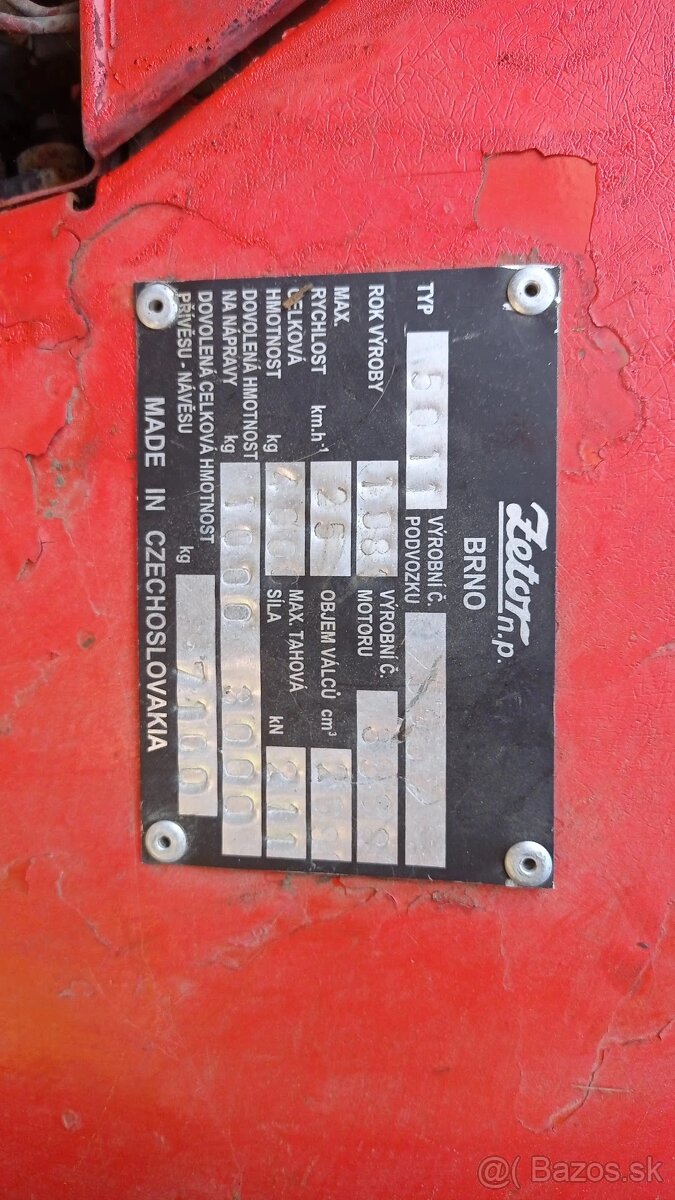 Zetor n.p.
BRNO
TYP 5011 VÝROBNÍ Č. PODVOZKU
ROK VÝROBY VÝROBNÍ Č. MOTORU
MAX. RYCHLOST km.h⁻¹ 25 OBJEM VÁLCŮ cm³
CELKOVÁ HMOTNOST kg MAX. TAHOVÁ SÍLA kN 211
DOVOLENÁ HMOTNOST NA NÁPRAVY kg 1000 3000
DOVOLENÁ CELKOVÁ HMOTNOST PŘÍVĚSU - NÁVĚSU kg
MADE IN CZECHOSLOVAKIA
@( ) Bazos.sk